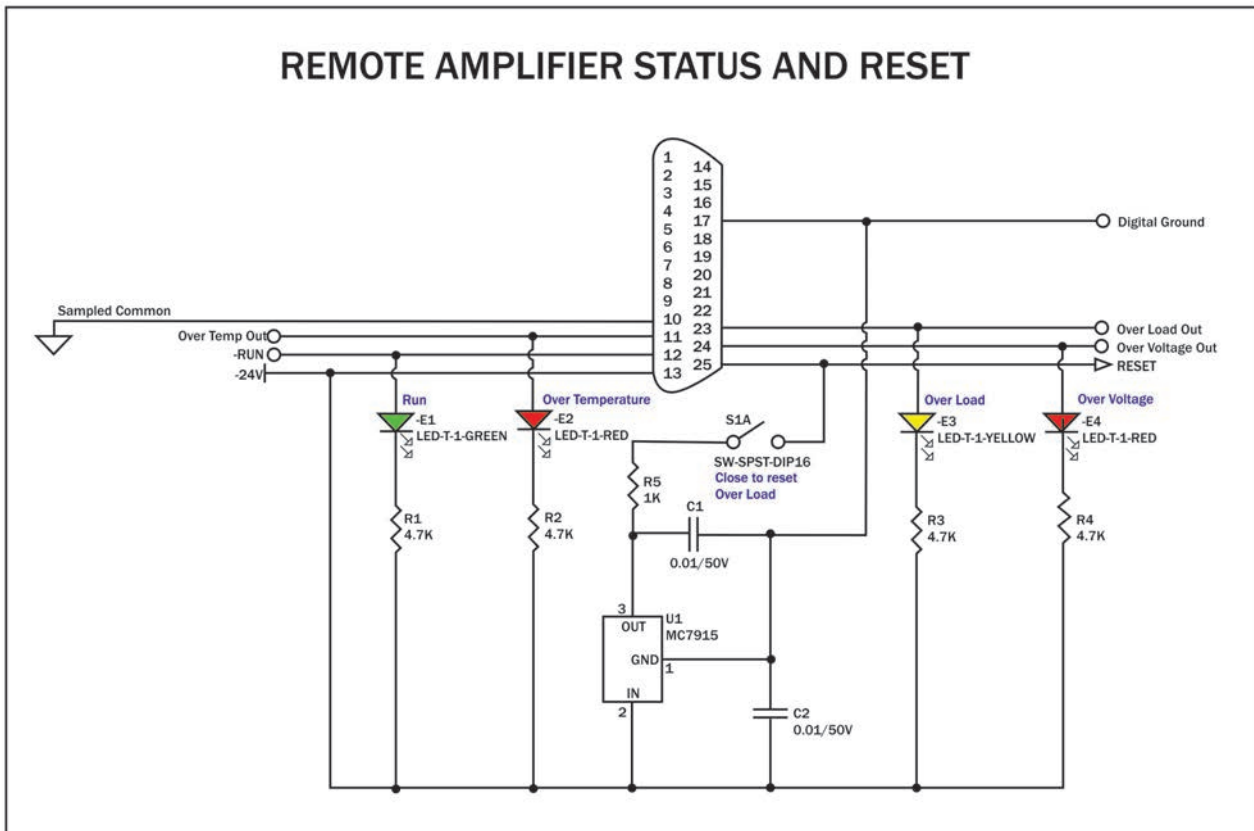 REMOTE AMPLIFIER STATUS AND RESET
1
2
3
4
5
6
7
8
9
10
11
12
13
14
15
16
17
18
19
20
21
22
23
24
25
Digital Ground
Sampled Common
Over Temp Out
-RUN
-24V
Over Load Out
Over Voltage Out
RESET
Run
-E1
LED-T-1-GREEN
Over Temperature
-E2
LED-T-1-RED
S1A
SW-SPST-DIP16
Close to reset
Over Load
Over Load
-E3
LED-T-1-YELLOW
Over Voltage
-E4
LED-T-1-RED
R1
4.7K
R2
4.7K
R5
1K
C1
0.01/50V
R3
4.7K
R4
4.7K
3
OUT
U1
MC7915
GND
1
IN
2
C2
0.01/50V